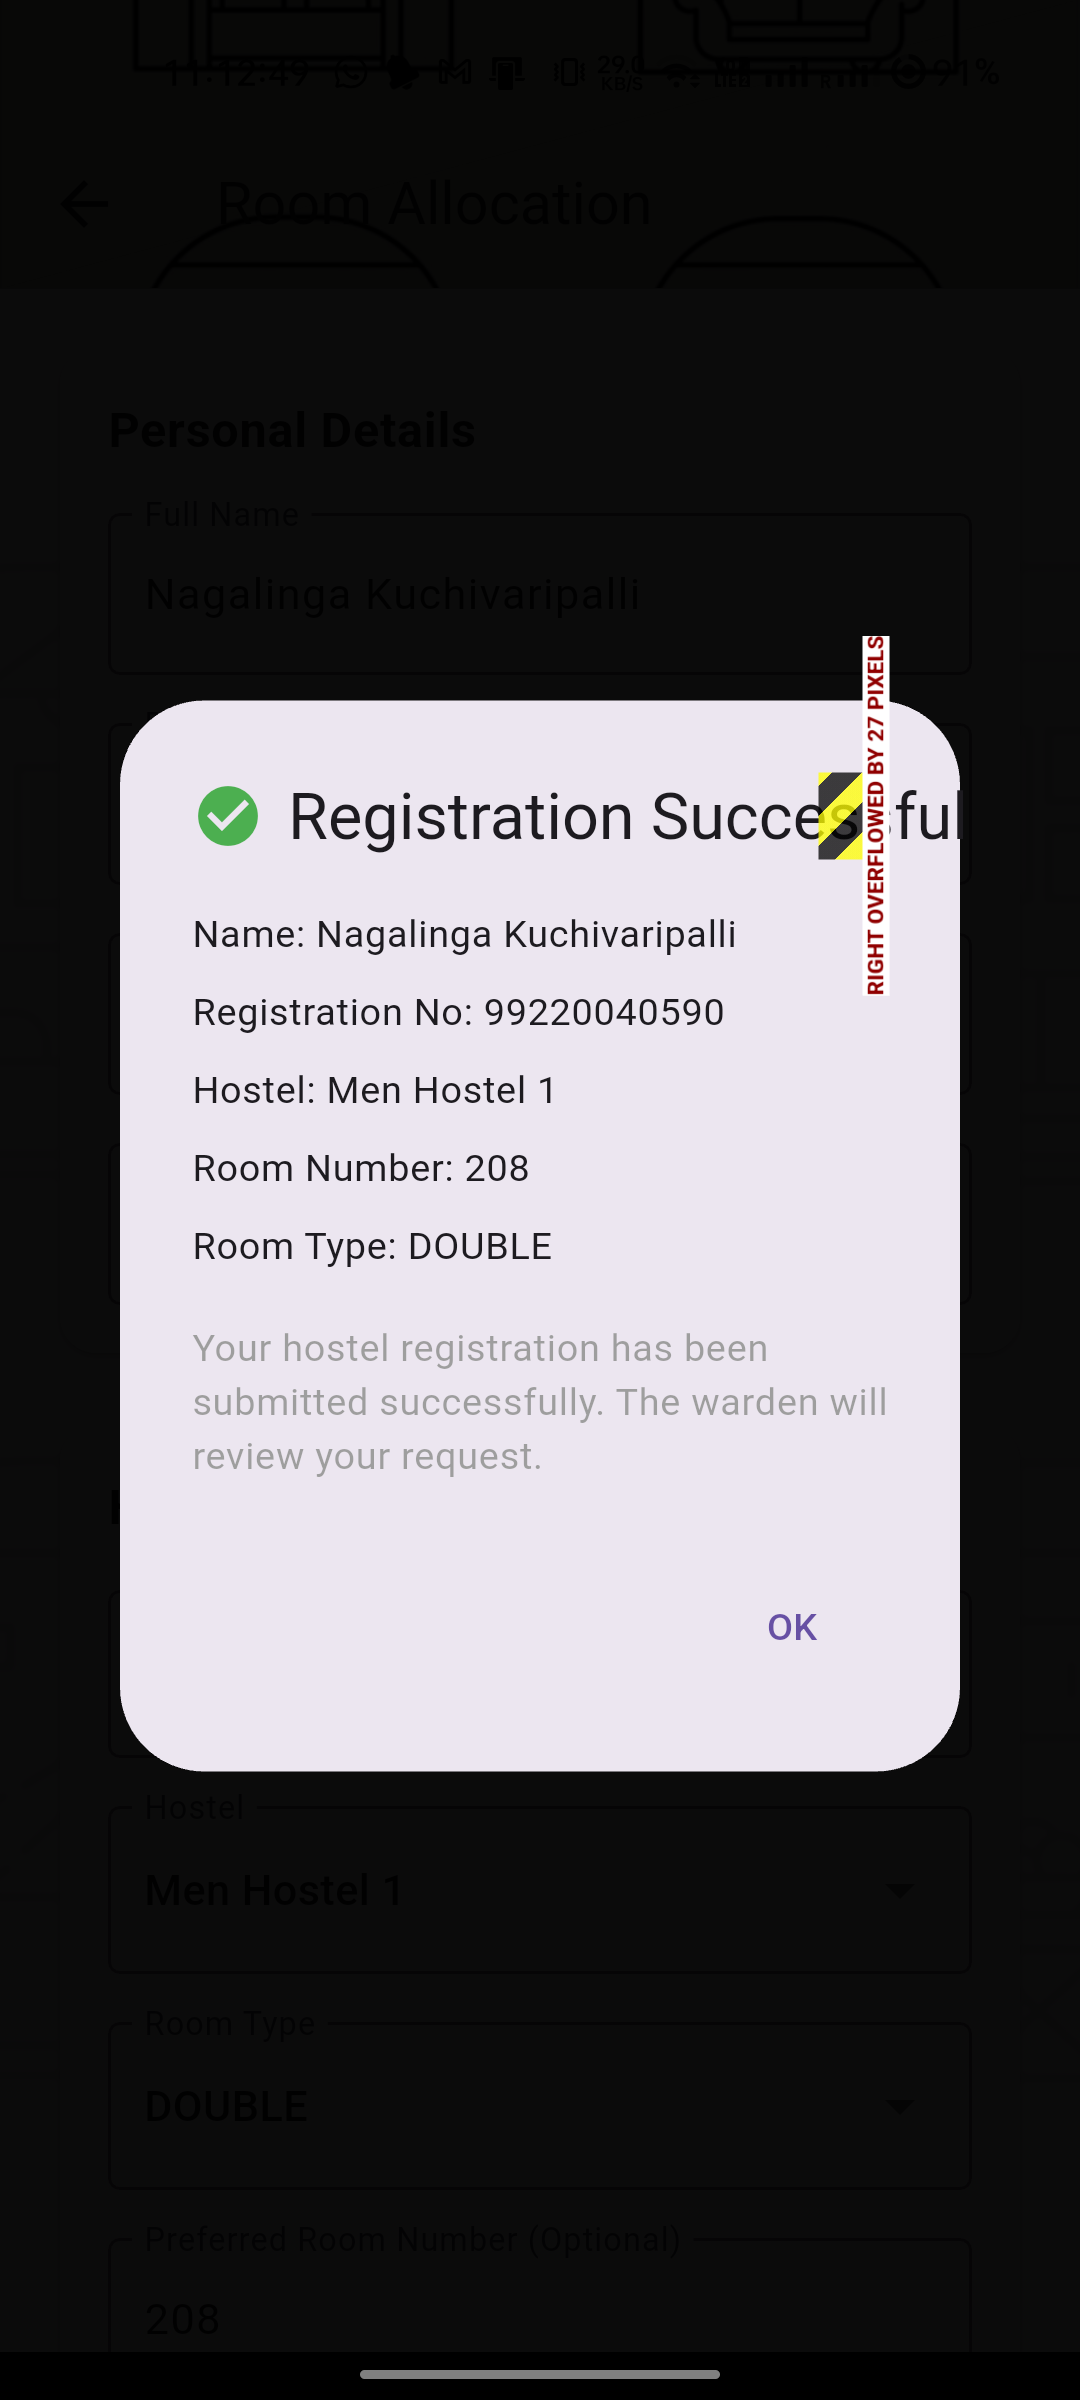 11:12:49 29.0 KB/S 91%
Room Allocation
Personal Details
Full Name
Nagalinga Kuchivaripalli
RIGHT OVERFLOWED BY 27 PIXELS
Registration Successful
Name: Nagalinga Kuchivaripalli
Registration No: 99220040590
Hostel: Men Hostel 1
Room Number: 208
Room Type: DOUBLE
Your hostel registration has been
submitted successfully. The warden will
review your request.
OK
Hostel
Men Hostel 1
Room Type
DOUBLE
Preferred Room Number (Optional)
208